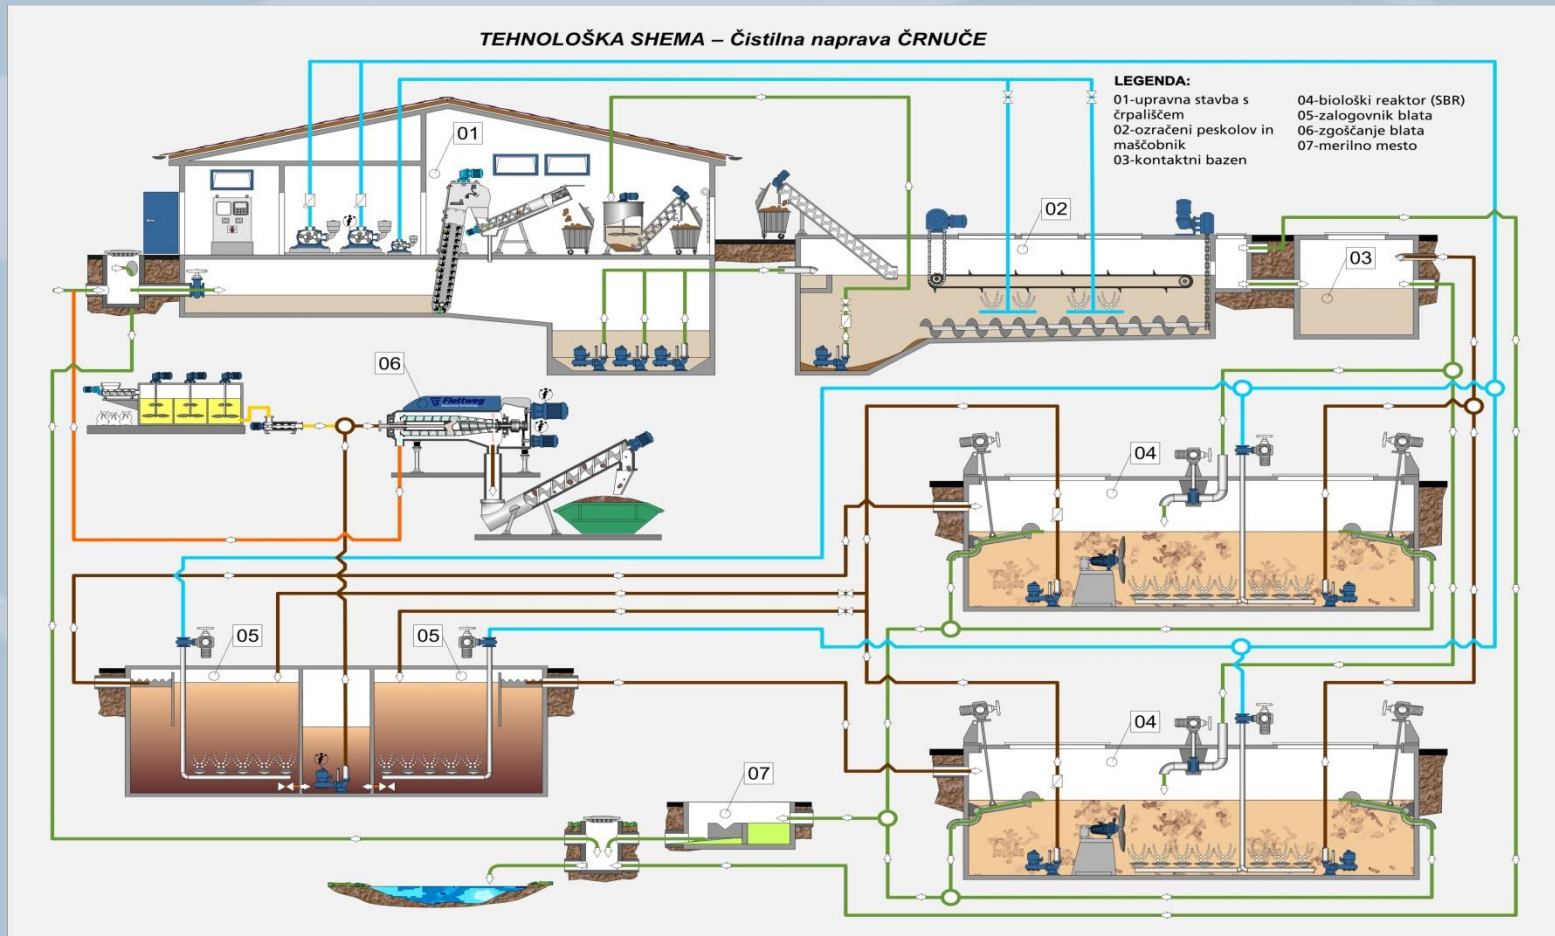 TEHNOLOŠKA SHEMA – Čistilna naprava ČRNUČE
LEGENDA:
01-upravna stavba s
črpališčem
02-ozračeni peskolov in
maščobnik
03-kontaktni bazen
04-biološki reaktor (SBR)
05-zalogovnik blata
06-zgoščanje blata
07-merilno mesto
01
02
03
06
Flottweg
04
05
05
04
07